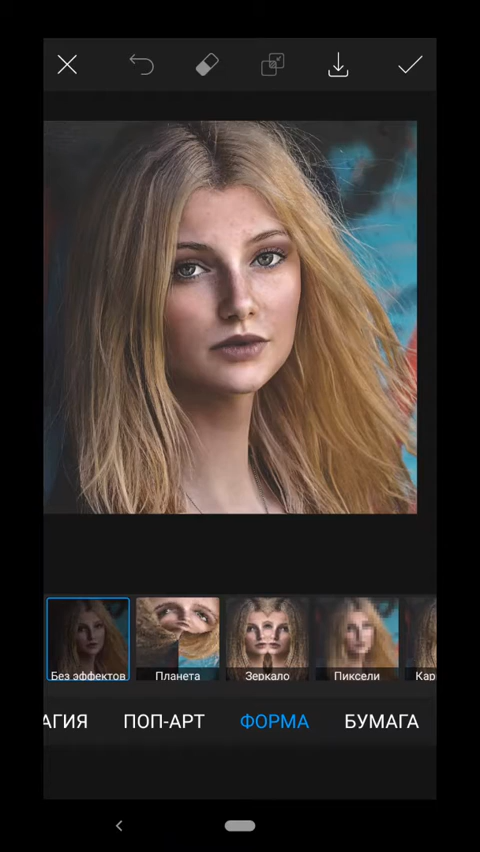 Без эффектов
Планета
Зеркало
Пиксели
Кар
АГИЯ
ПОП-АРТ
ФОРМА
БУМАГА